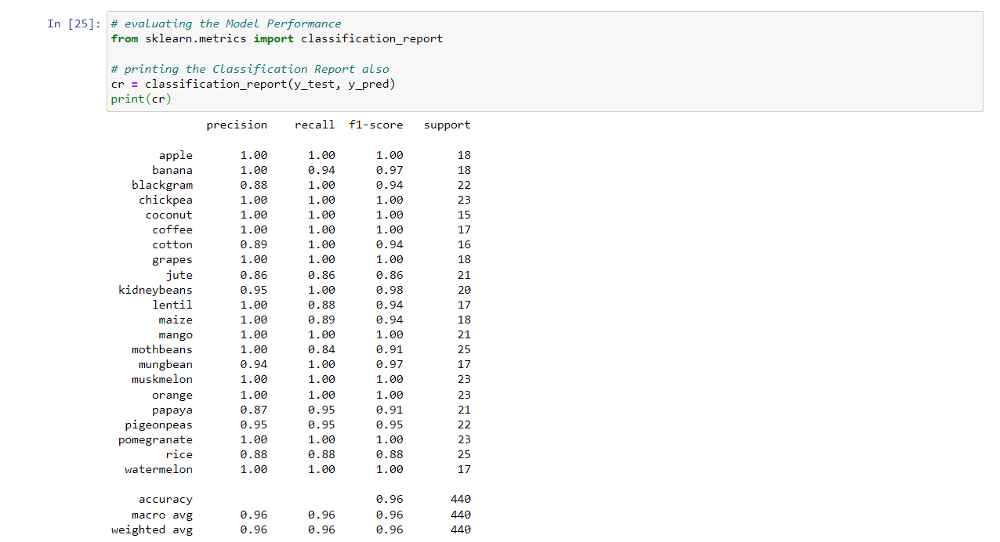 In [25]: # evaluating the Model Performance
from sklearn.metrics import classification_report
# printing the Classification Report also
cr = classification_report(y_test, y_pred)
print(cr)
precision recall f1-score support
apple 1.00 1.00 1.00 18
banana 1.00 0.94 0.97 18
blackgram 0.88 1.00 0.94 22
chickpea 1.00 1.00 1.00 23
coconut 1.00 1.00 1.00 15
coffee 1.00 1.00 1.00 17
cotton 0.89 1.00 0.94 16
grapes 1.00 1.00 1.00 18
jute 0.86 0.86 0.86 21
kidneybeans 0.95 1.00 0.98 20
lentil 1.00 0.88 0.94 17
maize 1.00 0.89 0.94 18
mango 1.00 1.00 1.00 21
mothbeans 1.00 0.84 0.91 25
mungbean 0.94 1.00 0.97 17
muskmelon 1.00 1.00 1.00 23
orange 1.00 1.00 1.00 23
papaya 0.87 0.95 0.91 21
pigeonpeas 0.95 0.95 0.95 22
pomegranate 1.00 1.00 1.00 23
rice 0.88 0.88 0.88 25
watermelon 1.00 1.00 1.00 17
accuracy 0.96 440
macro avg 0.96 0.96 0.96 440
weighted avg 0.96 0.96 0.96 440